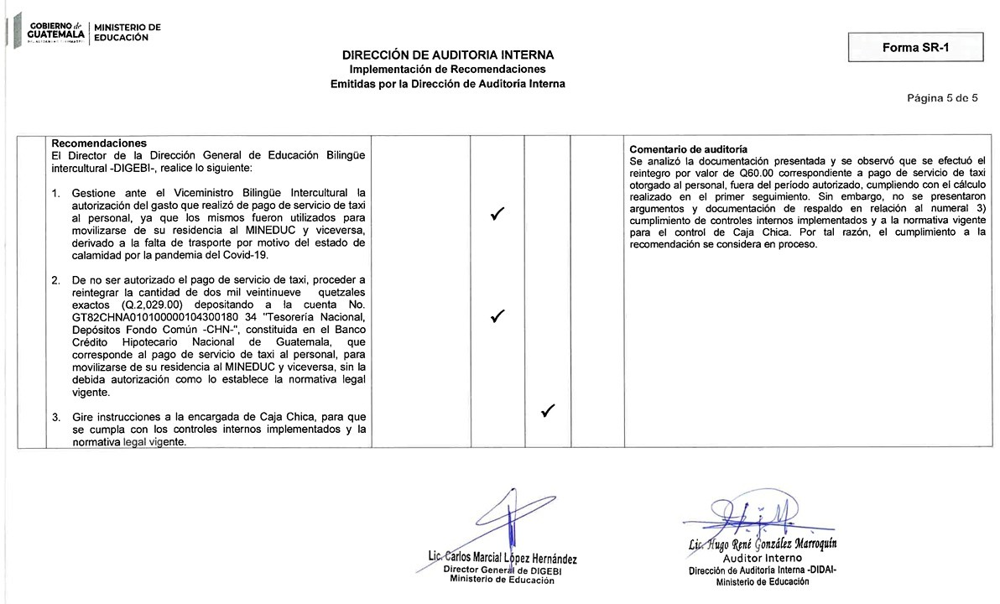 GOBIERNO de
GUATEMALA
MINISTERIO DE
EDUCACIÓN
DIRECCIÓN DE AUDITORIA INTERNA
Implementación de Recomendaciones
Emitidas por la Dirección de Auditoría Interna
Forma SR-1
Página 5 de 5
Recomendaciones
El Director de la Dirección General de Educación Bilingüe
intercultural -DIGEBI-, realice lo siguiente:
1. Gestione ante el Viceministro Bilingüe Intercultural la
autorización del gasto que realizó de pago de servicio de taxi
al personal, ya que los mismos fueron utilizados para
movilizarse de su residencia al MINEDUC y viceversa,
derivado a la falta de trasporte por motivo del estado de
calamidad por la pandemia del Covid-19.
2. De no ser autorizado el pago de servicio de taxi, proceder a
reintegrar la cantidad de dos mil veintinueve quetzales
exactos (Q.2,029.00) depositando a la cuenta No.
GT82CHNA010100000104300180 34 "Tesorería Nacional,
Depósitos Fondo Común -CHN-", constituida en el Banco
Crédito Hipotecario Nacional de Guatemala, que
corresponde al pago de servicio de taxi al personal, para
movilizarse de su residencia al MINEDUC y viceversa, sin la
debida autorización como lo establece la normativa legal
vigente.
3. Gire instrucciones a la encargada de Caja Chica, para que
se cumpla con los controles internos implementados y la
normativa legal vigente.
✓
✓
✓
Comentario de auditoría
Se analizó la documentación presentada y se observó que se efectuó el
reintegro por valor de Q60.00 correspondiente a pago de servicio de taxi
otorgado al personal, fuera del período autorizado, cumpliendo con el cálculo
realizado en el primer seguimiento. Sin embargo, no se presentaron
argumentos y documentación de respaldo en relación al numeral 3)
cumplimiento de controles internos implementados y a la normativa vigente
para el control de Caja Chica. Por tal razón, el cumplimiento a la
recomendación se considera en proceso.
Lic. Carlos Marcial López Hernández
Director General de DIGEBI
Ministerio de Educación
Lic. Hugo René González Marroquín
Auditor Interno
Dirección de Auditoría Interna -DIDAI-
Ministerio de Educación